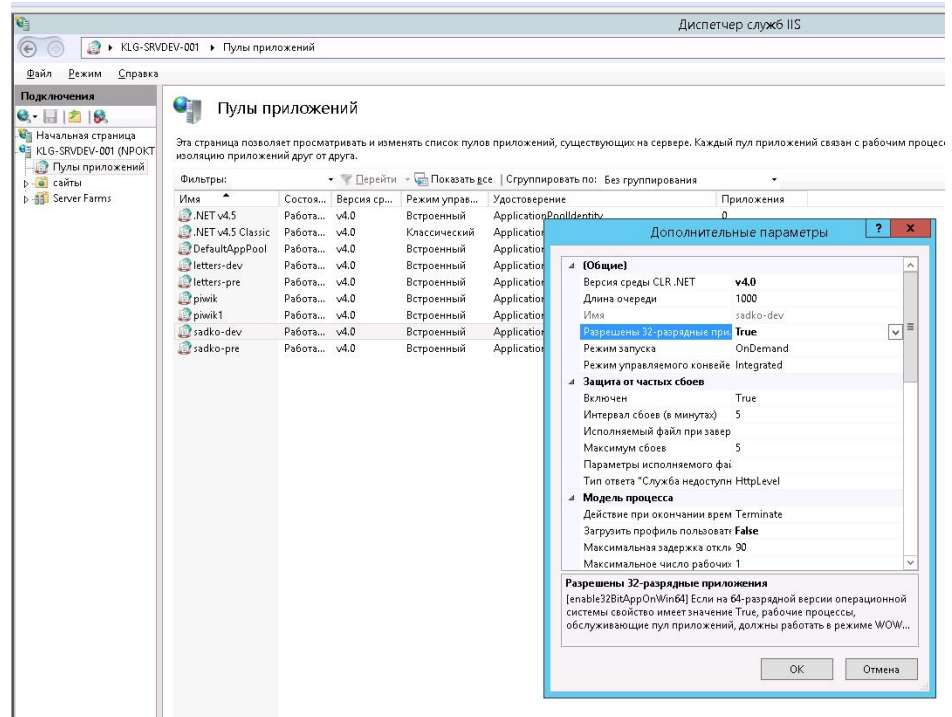 Диспетчер служб IIS
KLG-SRVDEV-001 Пулы приложений
Файл Режим Справка
Подключения
Начальная страница
KLG-SRVDEV-001 (NPOKT
Пулы приложений
сайты
Server Farms
Пулы приложений
Эта страница позволяет просматривать и изменять список пулов приложений, существующих на сервере. Каждый пул приложений связан с рабочим процес
изоляцию приложений друг от друга.
Фильтры: Перейти Показать все Сгруппировать по: Без группирования
Имя Состоя... Версия ср... Режим управ... Удостоверение Приложения
.NET v4.5 Работа... v4.0 Встроенный ApplicationPoolIdentity 0
.NET v4.5 Classic Работа... v4.0 Классический Application
DefaultAppPool Работа... v4.0 Встроенный Application
letters-dev Работа... v4.0 Встроенный Application
letters-pre Работа... v4.0 Встроенный Application
piwik Работа... v4.0 Встроенный Application
piwik1 Работа... v4.0 Встроенный Application
sadko-dev Работа... v4.0 Встроенный Application
sadko-pre Работа... v4.0 Встроенный Application
Дополнительные параметры ? x
(Общие)
Версия среды CLR .NET v4.0
Длина очереди 1000
Имя sadko-dev
Разрешены 32-разрядные при. True
Режим запуска OnDemand
Режим управляемого конвейе Integrated
Защита от частых сбоев
Включен True
Интервал сбоев (в минутах) 5
Исполняемый файл при завер
Максимум сбоев 5
Параметры исполняемого фай
Тип ответа "Служба недоступн HttpLevel
Модель процесса
Действие при окончании врем Terminate
Загрузить профиль пользоват False
Максимальная задержка откли 90
Максимальное число рабочих 1
Разрешены 32-разрядные приложения
[enable32BitAppOnWin64] Если на 64-разрядной версии операционной
системы свойство имеет значение True, рабочие процессы,
обслуживающие пул приложений, должны работать в режиме WOW...
OK Отмена